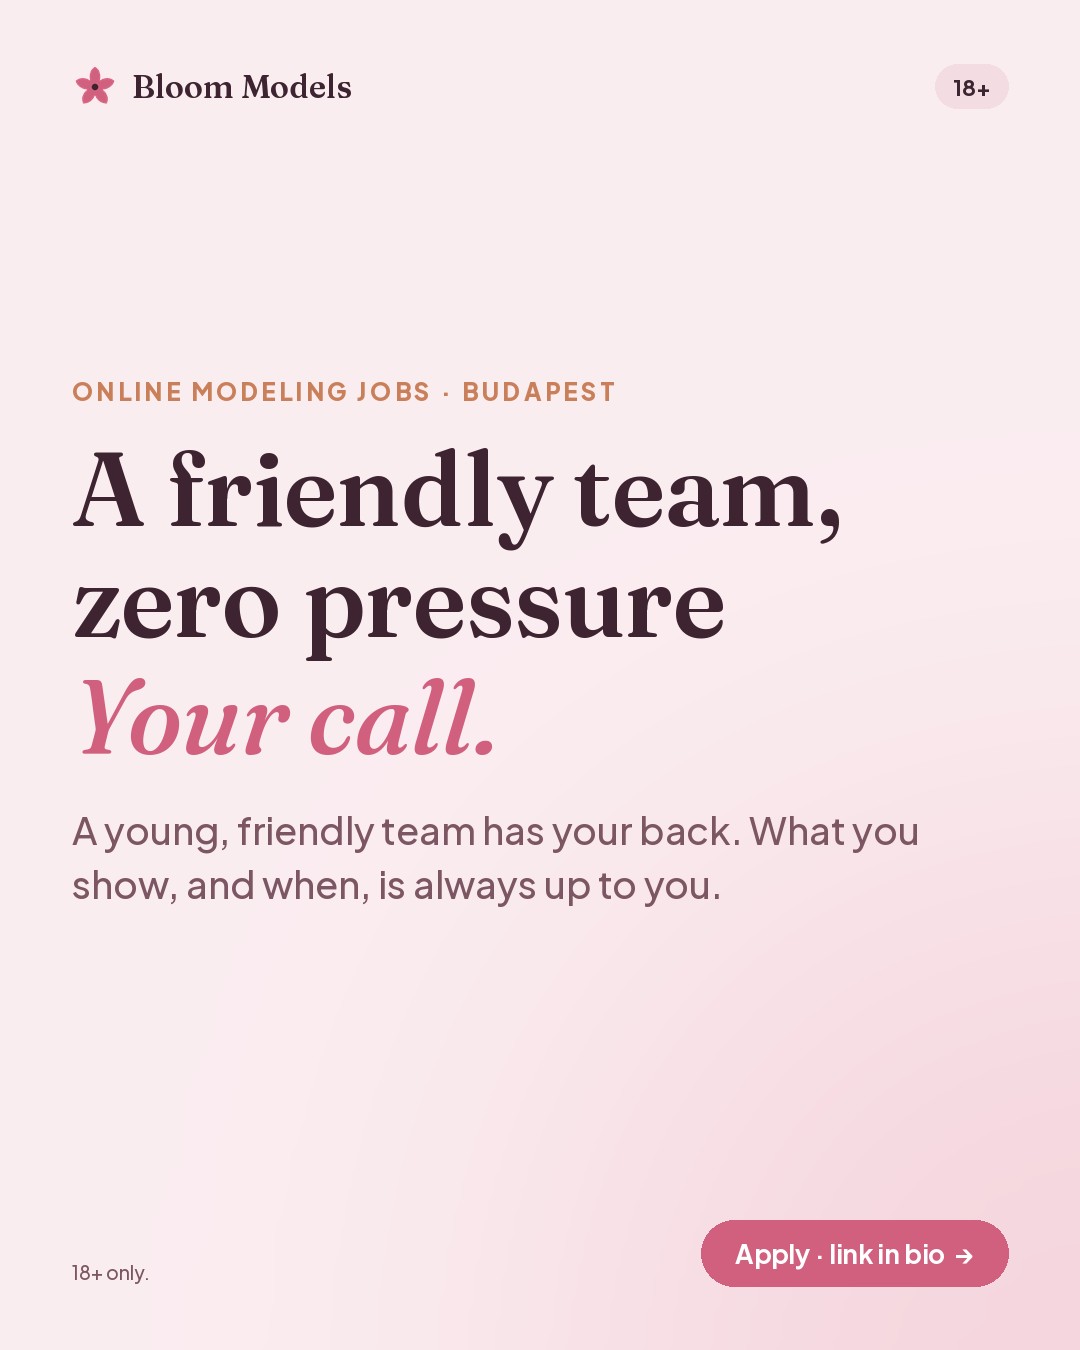 Bloom Models
18+
ONLINE MODELING JOBS · BUDAPEST
A friendly team,
zero pressure
Your call.
A young, friendly team has your back. What you
show, and when, is always up to you.
18+ only.
Apply · link in bio →